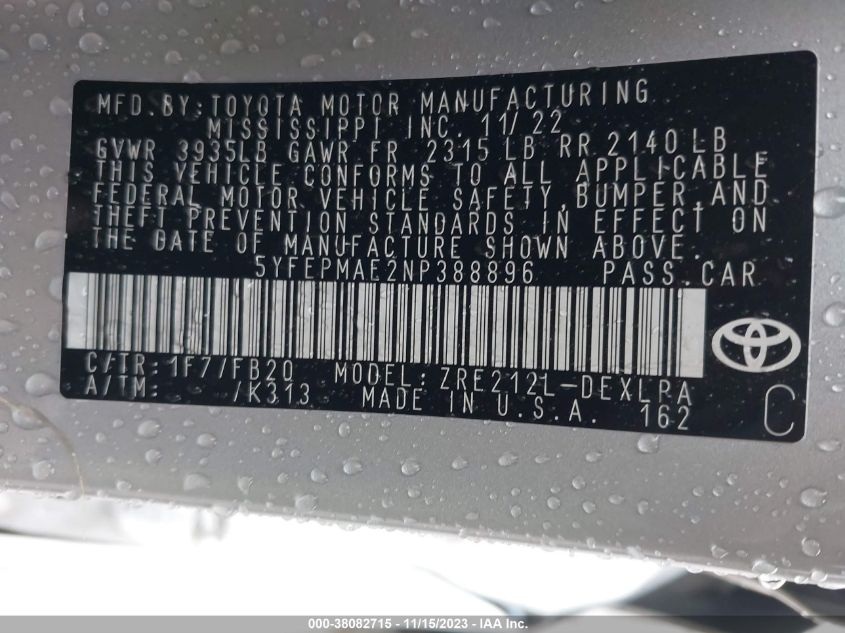 MFD.BY:TOYOTA MOTOR MANUFACTURING
MISSISSIPPI INC. 11/22
GVWR 3935LB GAWR FR 2315LB RR 2140LB
THIS VEHICLE CONFORMS TO ALL APPLICABLE
FEDERAL MOTOR VEHICLE SAFETY,BUMPER,AND
THEFT PREVENTION STANDARDS IN EFFECT ON
THE DATE OF MANUFACTURE SHOWN ABOVE.
5YFEPMAE2NP388896 PASS.CAR
C/TR:1F7/FB20 MODEL:ZRE212L-DEXLPA
A/TM: /K313 MADE IN U.S.A. 162
C
000-38082715 - 11/15/2023 - IAA Inc.